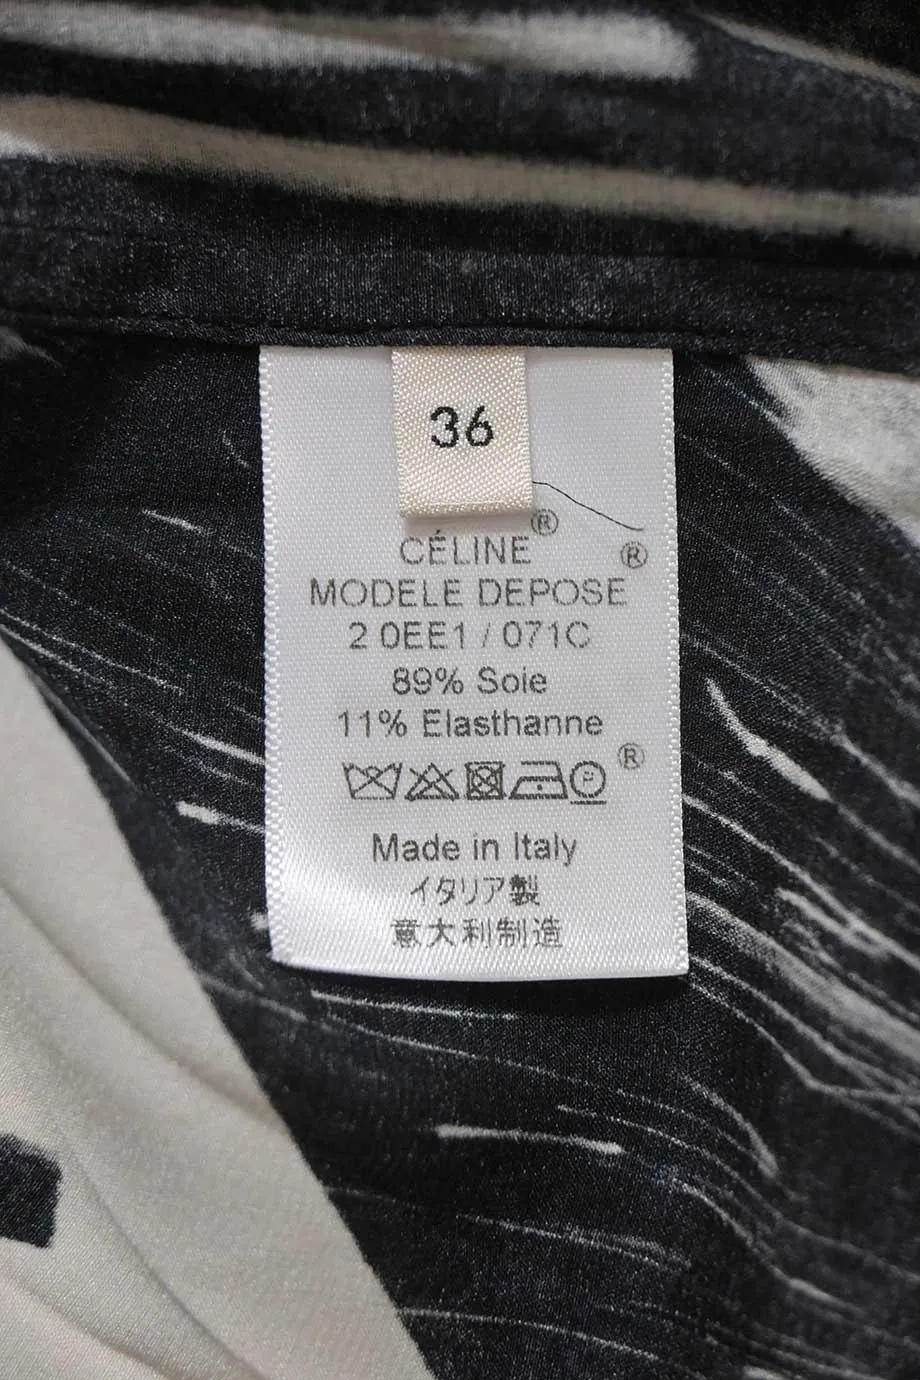 36
CÉLINE®
®
MODELE DEPOSE
2 0EE1 / 071C
89% Soie
11% Elasthanne
®
P
Made in Italy
イタリア製
意大利制造